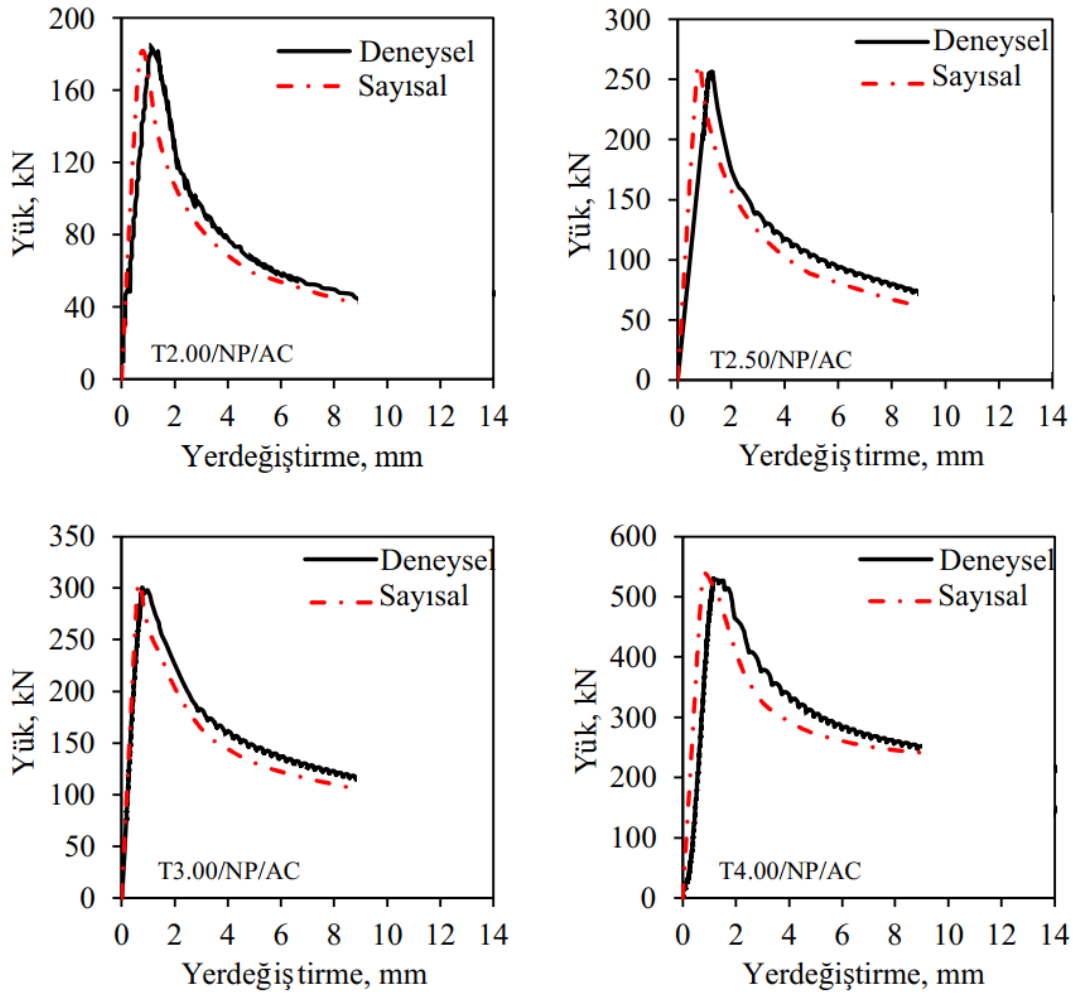 200
160
120
80
40
0
Yük, kN
Deneysel
Sayısal
T2.00/NP/AC
0 2 4 6 8 10 12 14
Yerdeğiştirme, mm
300
250
200
150
100
50
0
Yük, kN
Deneysel
Sayısal
T2.50/NP/AC
0 2 4 6 8 10 12 14
Yerdeğiştirme, mm
350
300
250
200
150
100
50
0
Yük, kN
Deneysel
Sayısal
T3.00/NP/AC
0 2 4 6 8 10 12 14
Yerdeğiştirme, mm
600
500
400
300
200
100
0
Yük, kN
Deneysel
Sayısal
T4.00/NP/AC
0 2 4 6 8 10 12 14
Yerdeğiştirme, mm